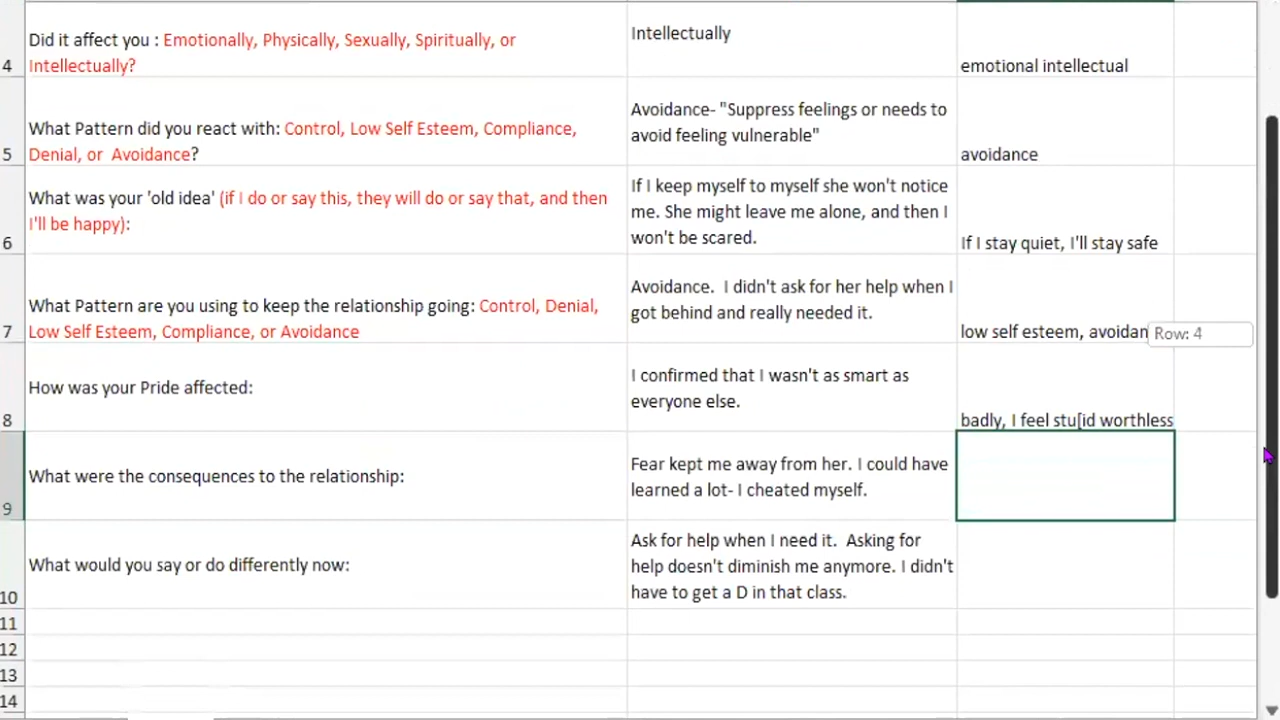 4
Did it affect you : Emotionally, Physically, Sexually, Spiritually, or
Intellectually?
Intellectually
emotional intellectual
5
What Pattern did you react with: Control, Low Self Esteem, Compliance,
Denial, or  Avoidance?
Avoidance- "Suppress feelings or needs to
avoid feeling vulnerable"
avoidance
6
What was your 'old idea' (if I do or say this, they will do or say that, and then
I'll be happy):
If I keep myself to myself she won't notice
me. She might leave me alone, and then I
won't be scared.
If I stay quiet, I'll stay safe
7
What Pattern are you using to keep the relationship going: Control, Denial,
Low Self Esteem, Compliance, or Avoidance
Avoidance.  I didn't ask for her help when I
got behind and really needed it.
low self esteem, avoidan
Row: 4
8
How was your Pride affected:
I confirmed that I wasn't as smart as
everyone else.
badly, I feel stu[id worthless
9
What were the consequences to the relationship:
Fear kept me away from her. I could have
learned a lot- I cheated myself.
10
What would you say or do differently now:
Ask for help when I need it.  Asking for
help doesn't diminish me anymore. I didn't
have to get a D in that class.
11
12
13
14